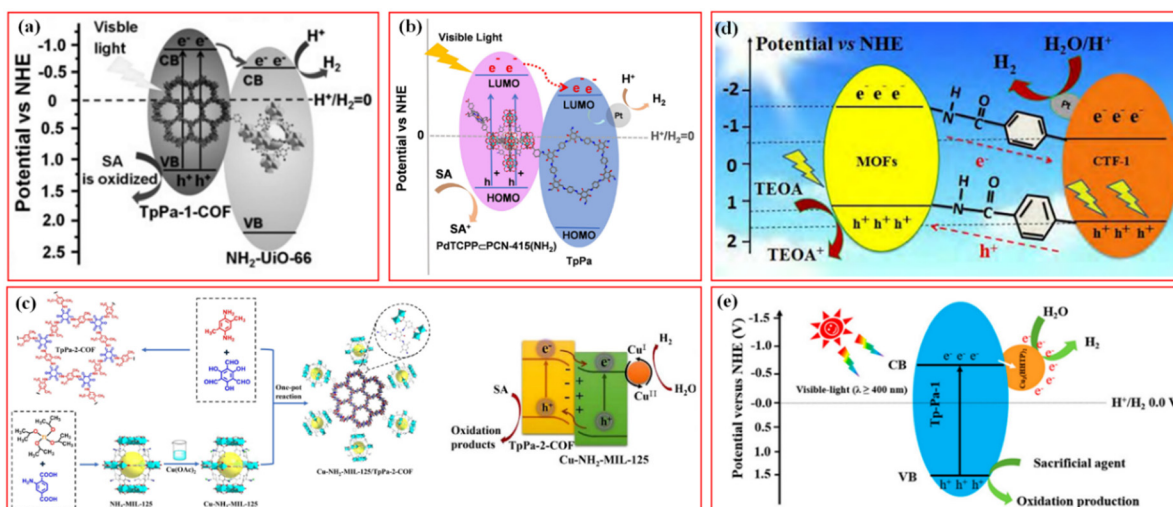 (a)
Visble
light
Potential vs NHE
-1.0
-0.5
0
0.5
1.0
1.5
2.0
2.5
e⁻ e⁻
CB
e⁻ e⁻
CB
H⁺
H₂
H⁺/H₂=0
SA
is oxidized
VB
h⁺ h⁺
TpPa-1-COF
VB
NH₂-UiO-66
(b)
Visible Light
Potential vs NHE
0
e⁻ e⁻
LUMO
e⁻ e⁻
LUMO
H⁺
H₂
Pt
H⁺/H₂=0
SA
SA⁺
h⁺ h⁺
HOMO
PdTCPP⊂PCN-415(NH₂)
HOMO
TpPa
(d)
Potential vs NHE
-2
-1
0
1
2
H₂O/H⁺
H₂
Pt
e⁻ e⁻ e⁻
MOFs
H
N
C
O
e⁻
e⁻ e⁻ e⁻
CTF-1
TEOA
TEOA⁺
h⁺ h⁺ h⁺
H
N
C
O
h⁺
h⁺ h⁺ h⁺
(c)
TpPa-2-COF
+
One-pot
reaction
+
NH₂-MIL-125
Cu(OAc)₂
Cu-NH₂-MIL-125
Cu-NH₂-MIL-125/TpPa-2-COF
SA
Oxidation
products
e⁻
h⁺
TpPa-2-COF
e⁻
h⁺
Cu-NH₂-MIL-125
Cuᴵ
Cuᴵᴵ
H₂
H₂O
(e)
Potential versus NHE (V)
-1.5
-1.0
-0.5
-0.0
0.5
1.0
1.5
Visible-light (λ ≥ 400 nm)
CB
e⁻ e⁻ e⁻
Tp-Pa-1
Cu₃(HHTP)₂
e⁻
e⁻
e⁻
e⁻
H₂O
H₂
H⁺/H₂ 0.0 V
VB
h⁺ h⁺ h⁺
Sacrificial agent
Oxidation production